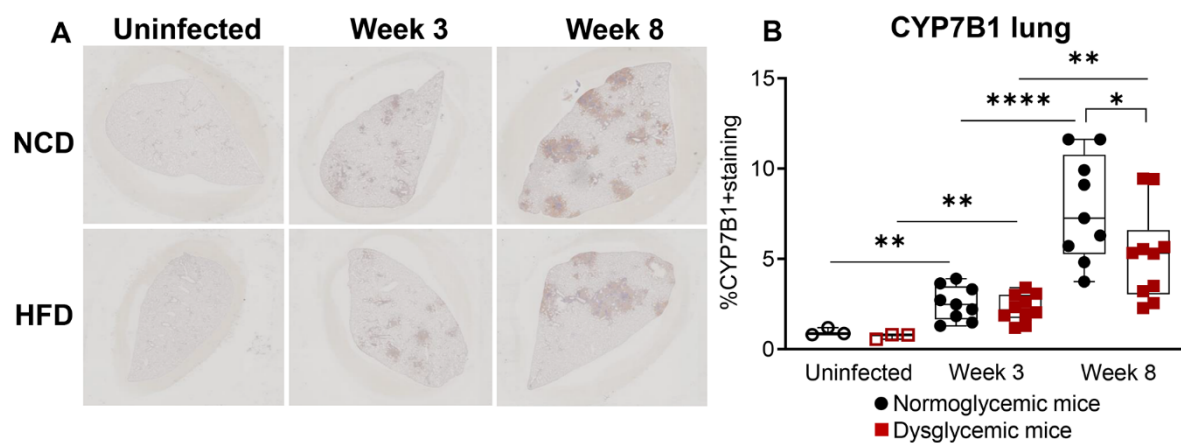 A
Uninfected
Week 3
Week 8
NCD
HFD
B
CYP7B1 lung
%CYP7B1+staining
15
10
5
0
**
**
****
**
*
Uninfected
Week 3
Week 8
Normoglycemic mice
Dysglycemic mice